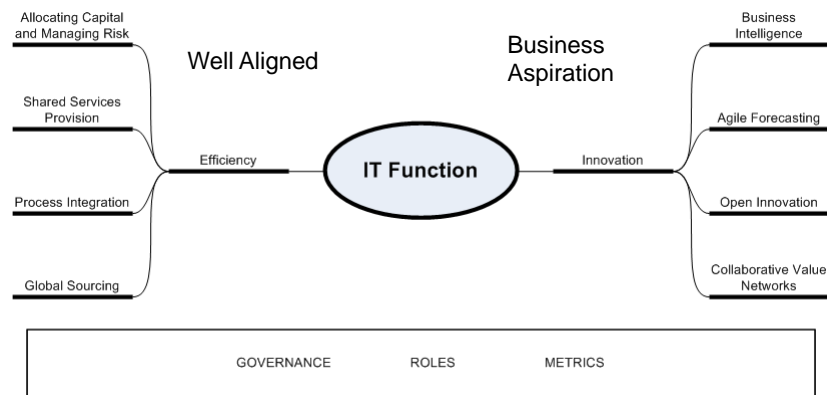 Allocating Capital
and Managing Risk
Well Aligned
Shared Services
Provision
Efficiency
Process Integration
Global Sourcing
IT Function
Business
Aspiration
Business
Intelligence
Agile Forecasting
Innovation
Open Innovation
Collaborative Value
Networks
GOVERNANCE ROLES METRICS